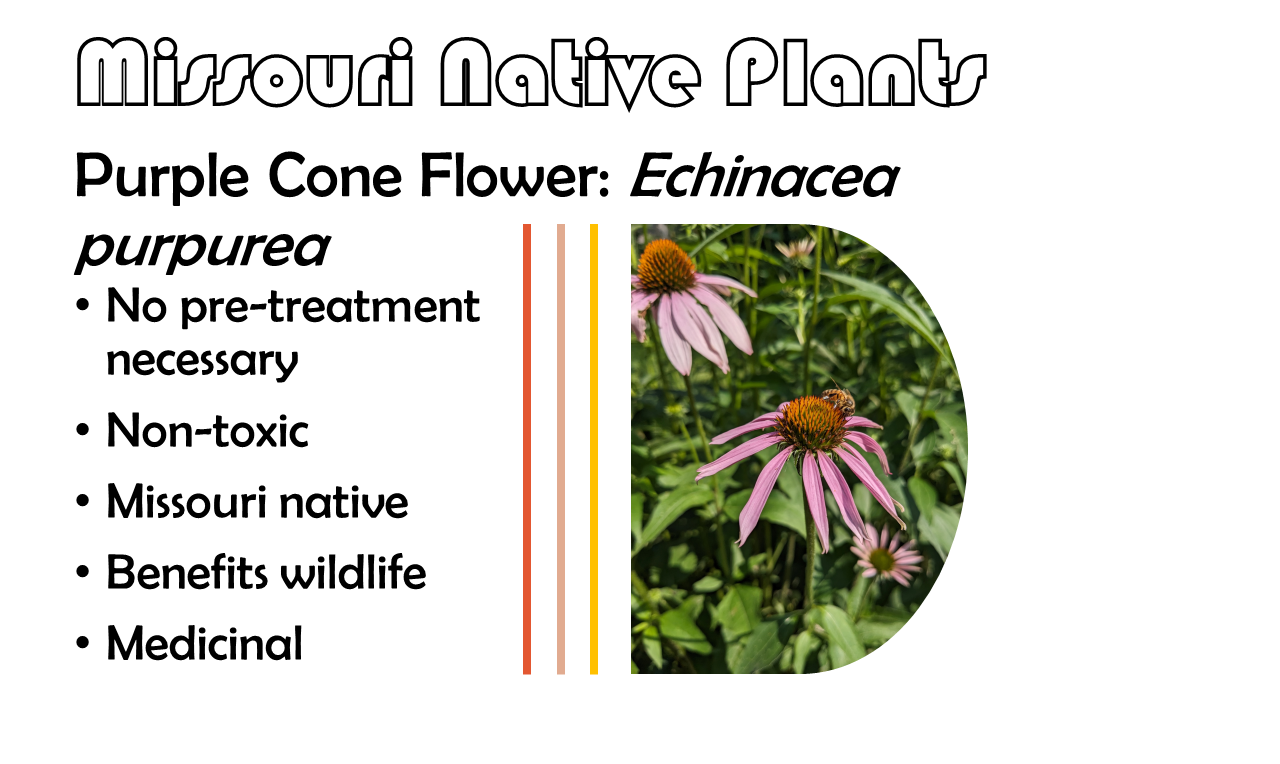 Missouri Native Plants
Purple Cone Flower: Echinacea
purpurea
• No pre-treatment
necessary
• Non-toxic
• Missouri native
• Benefits wildlife
• Medicinal